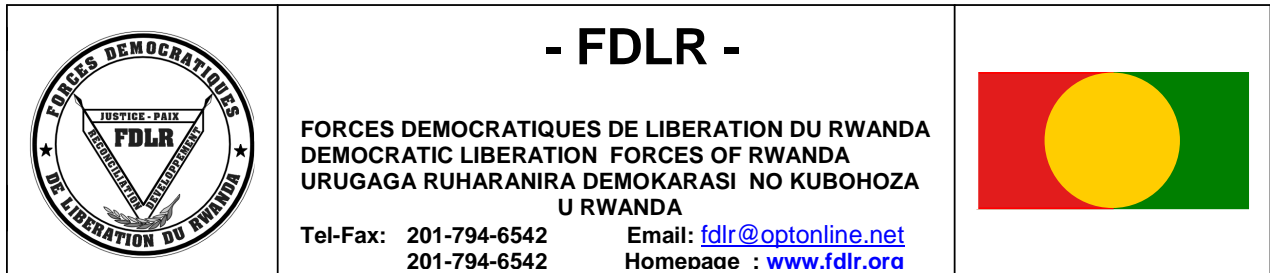 FORCES DEMOCRATIQUES
DE LIBERATION DU RWANDA
JUSTICE - PAIX
FDLR
RECONCILIATION
DEVELOPPEMENT
- FDLR -
FORCES DEMOCRATIQUES DE LIBERATION DU RWANDA
DEMOCRATIC LIBERATION FORCES OF RWANDA
URUGAGA RUHARANIRA DEMOKARASI NO KUBOHOZA
U RWANDA
Tel-Fax: 201-794-6542 Email: fdlr@optonline.net
201-794-6542 Homepage : www.fdlr.org